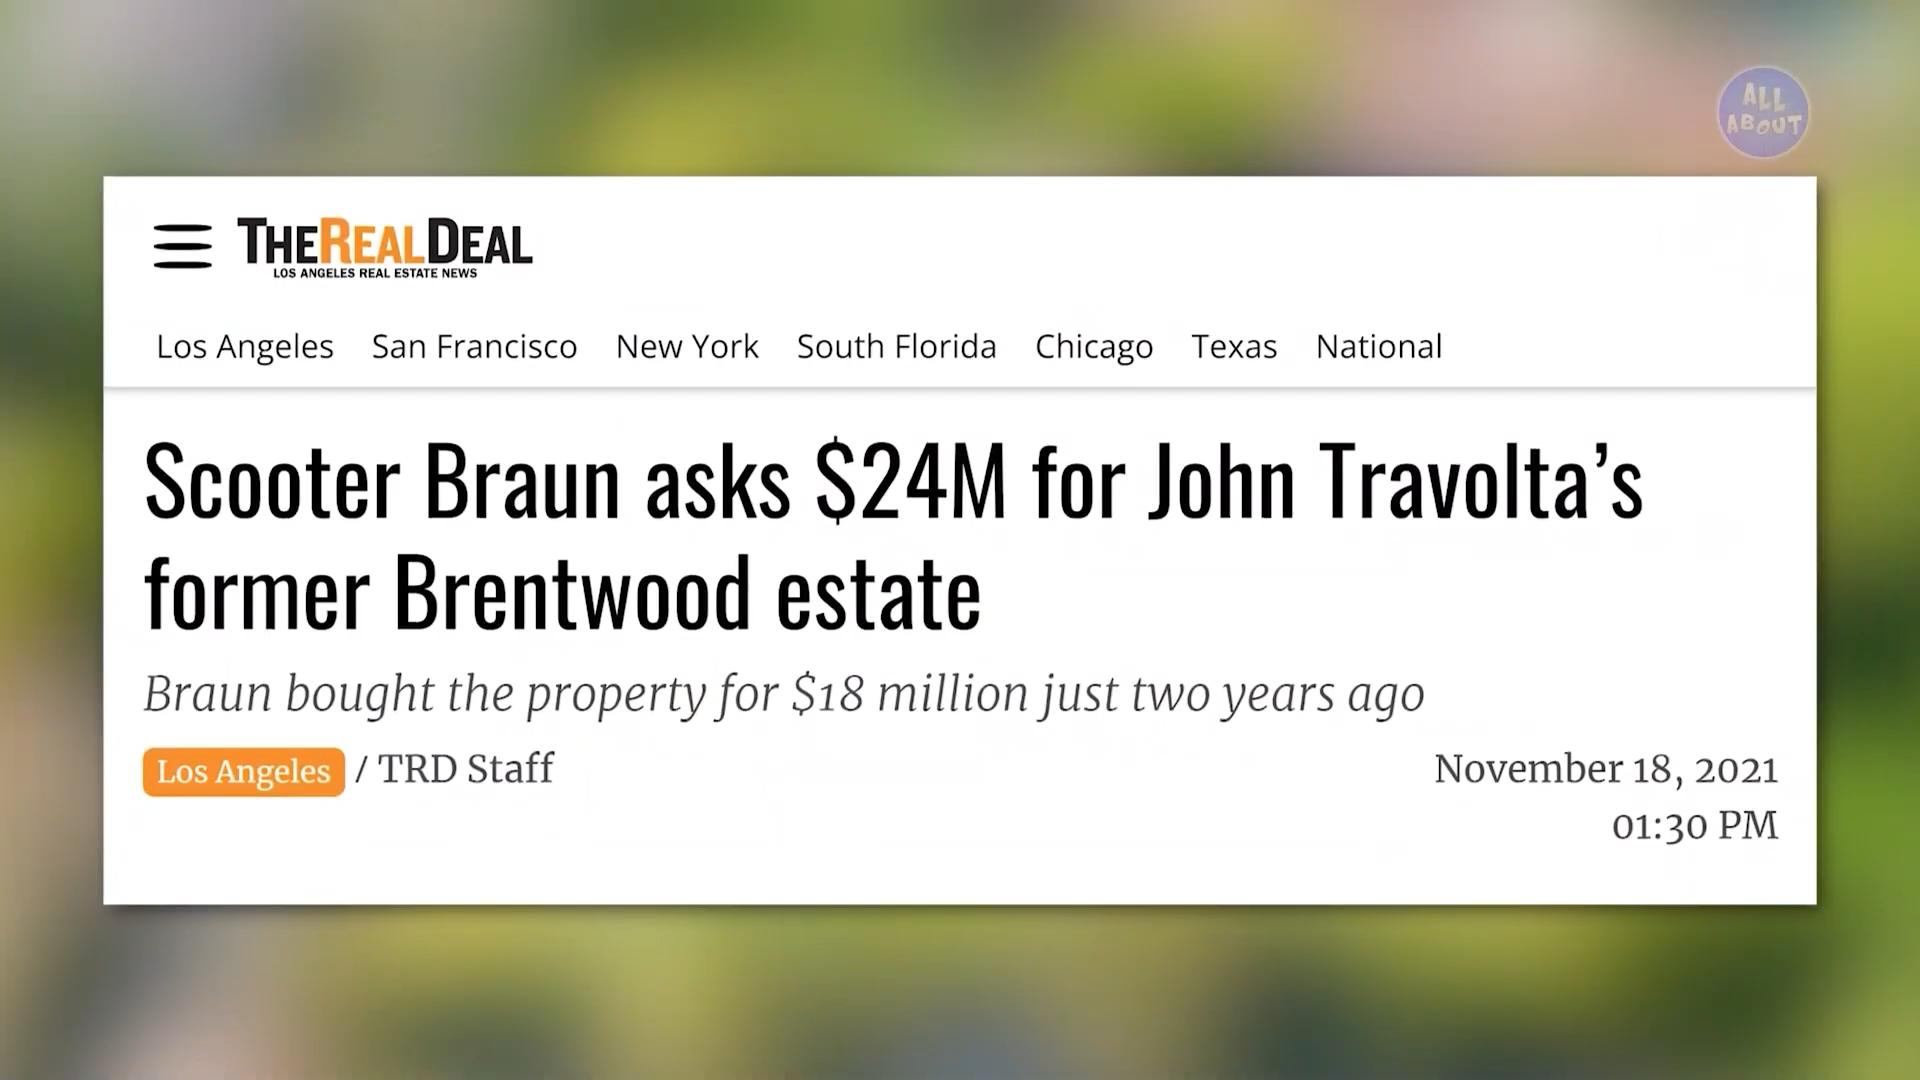 ALL
ABOUT
THEREALDEAL
LOS ANGELES REAL ESTATE NEWS
Los Angeles San Francisco New York South Florida Chicago Texas National
Scooter Braun asks $24M for John Travolta’s
former Brentwood estate
Braun bought the property for $18 million just two years ago
Los Angeles / TRD Staff November 18, 2021
01:30 PM